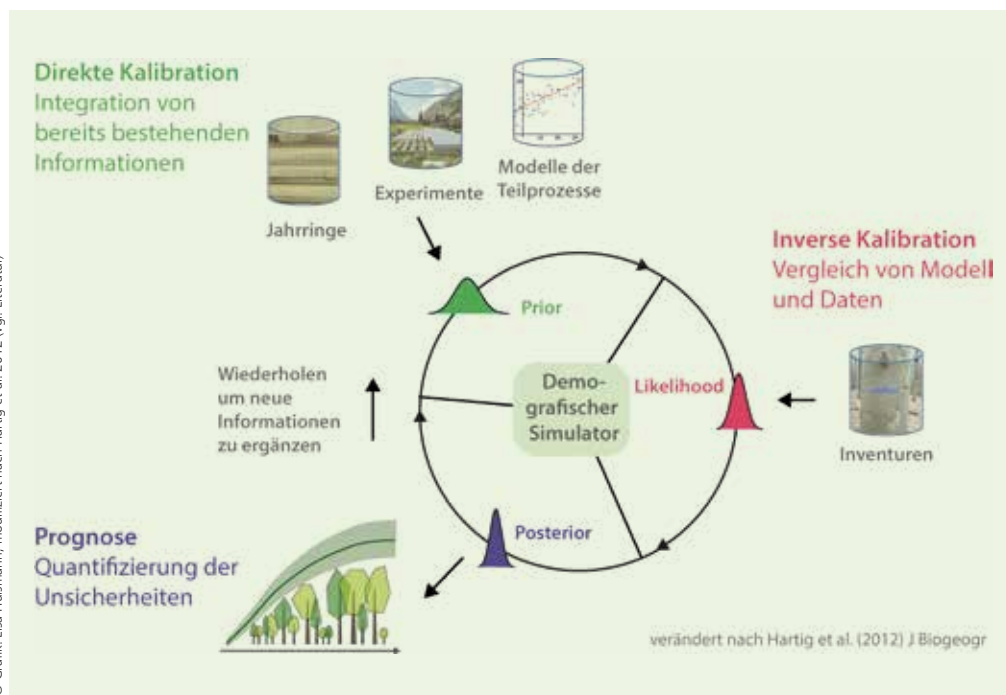 Direkte Kalibration
Integration von
bereits bestehenden
Informationen
Jahrringe
Experimente
Modelle der
Teilprozesse
Prior
Inverse Kalibration
Vergleich von Modell
und Daten
Inventuren
Likelihood
Demo-
grafischer
Simulator
Wiederholen
um neue
Informationen
zu ergänzen
Posterior
Prognose
Quantifizierung der
Unsicherheiten
verändert nach Hartig et al. (2012) J Biogeogr